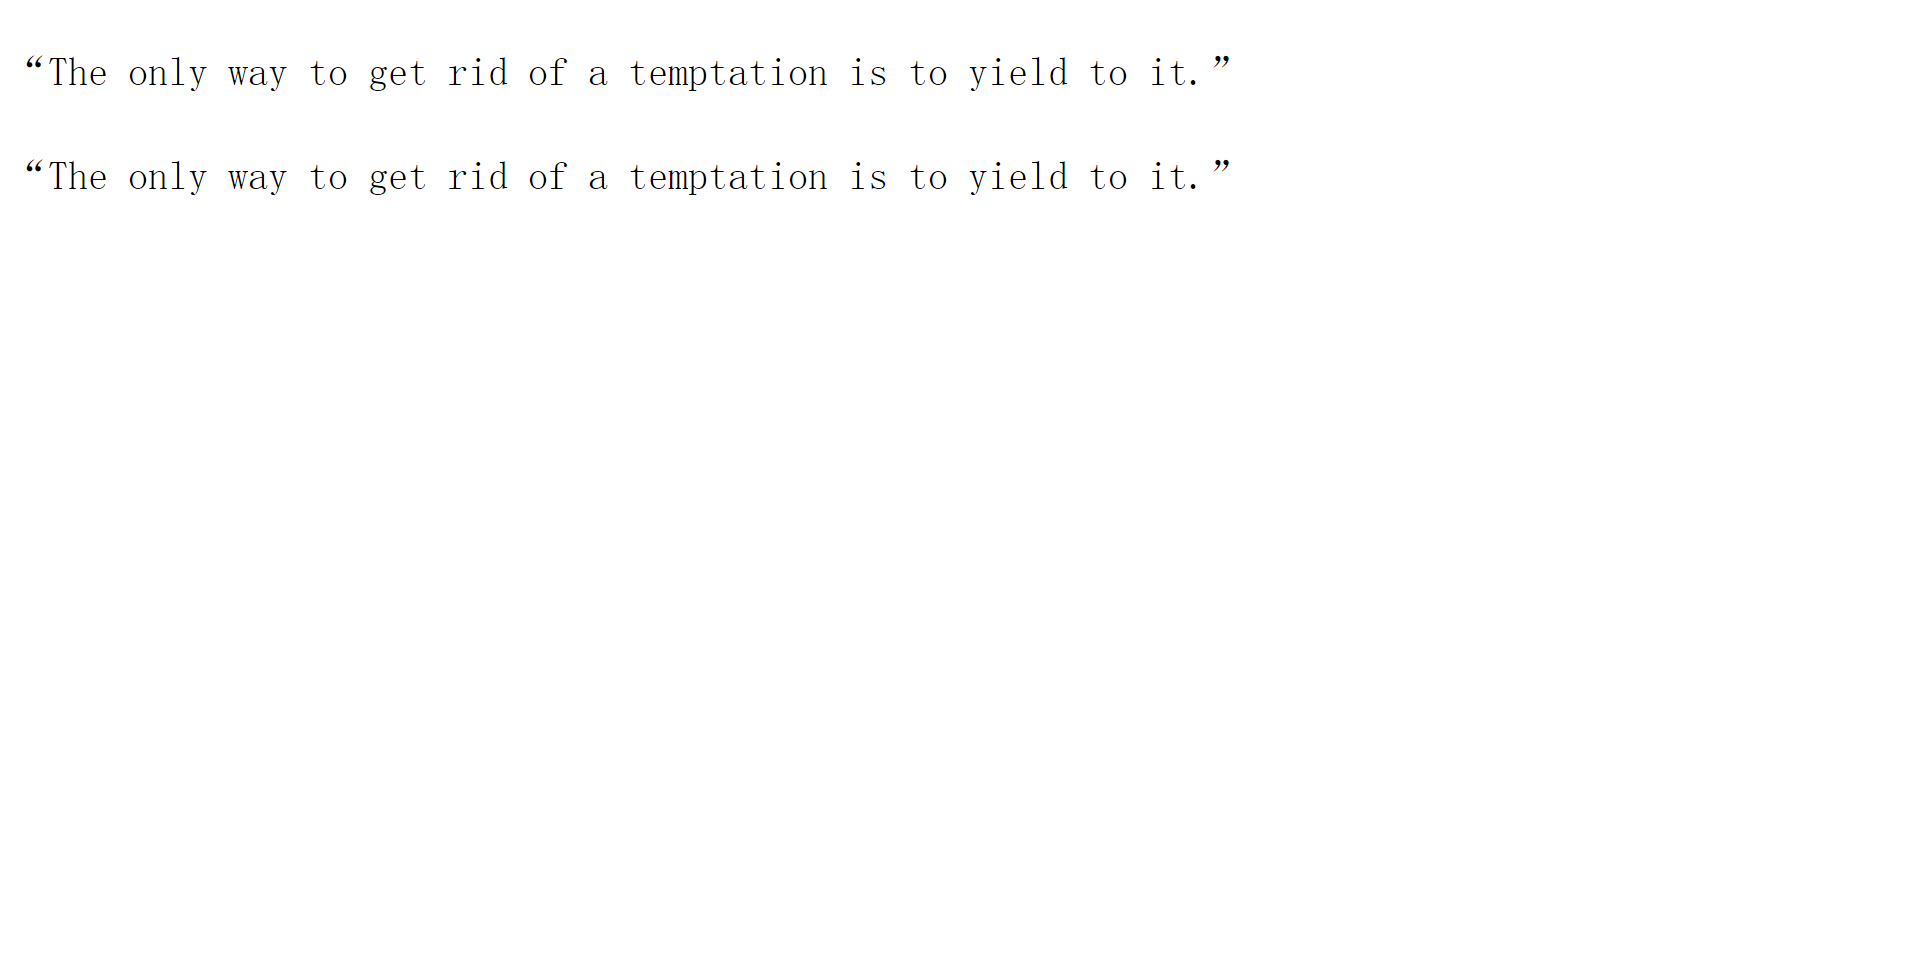 “The only way to get rid of a temptation is to yield to it.”
“The only way to get rid of a temptation is to yield to it.”